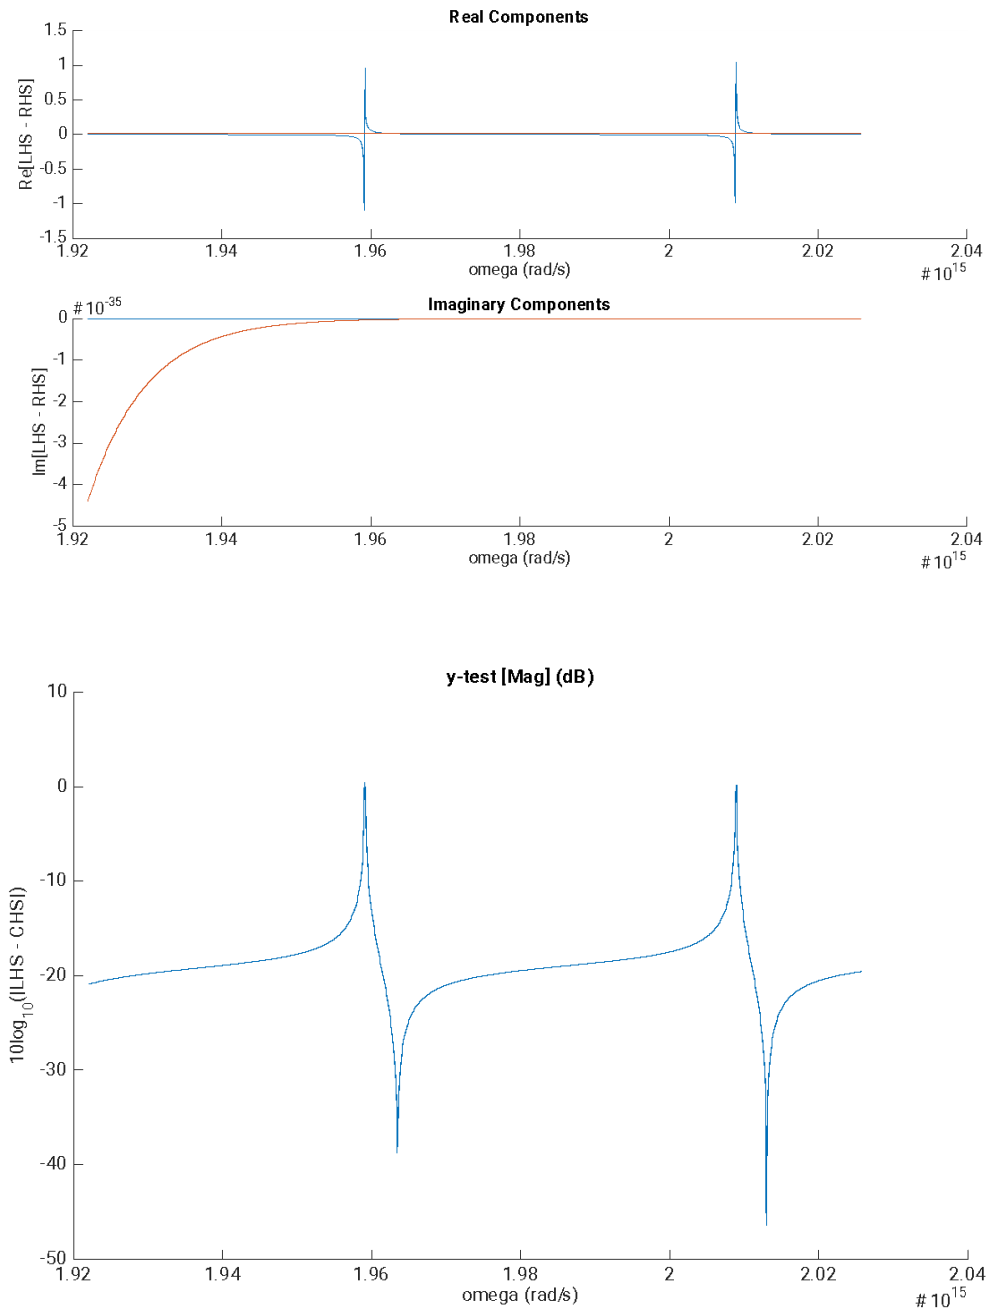 Real Components
1.5
1
0.5
0
-0.5
-1
-1.5
Re[LHS - RHS]
1.92 1.94 1.96 1.98 2 2.02 2.04
omega (rad/s)
# 10^15
# 10^-35
Imaginary Components
0
-1
-2
-3
-4
-5
Im[LHS - RHS]
1.92 1.94 1.96 1.98 2 2.02 2.04
omega (rad/s)
# 10^15
y-test [Mag] (dB)
10
0
-10
-20
-30
-40
-50
10log_10(|LHS - CHS|)
1.92 1.94 1.96 1.98 2 2.02 2.04
omega (rad/s)
# 10^15